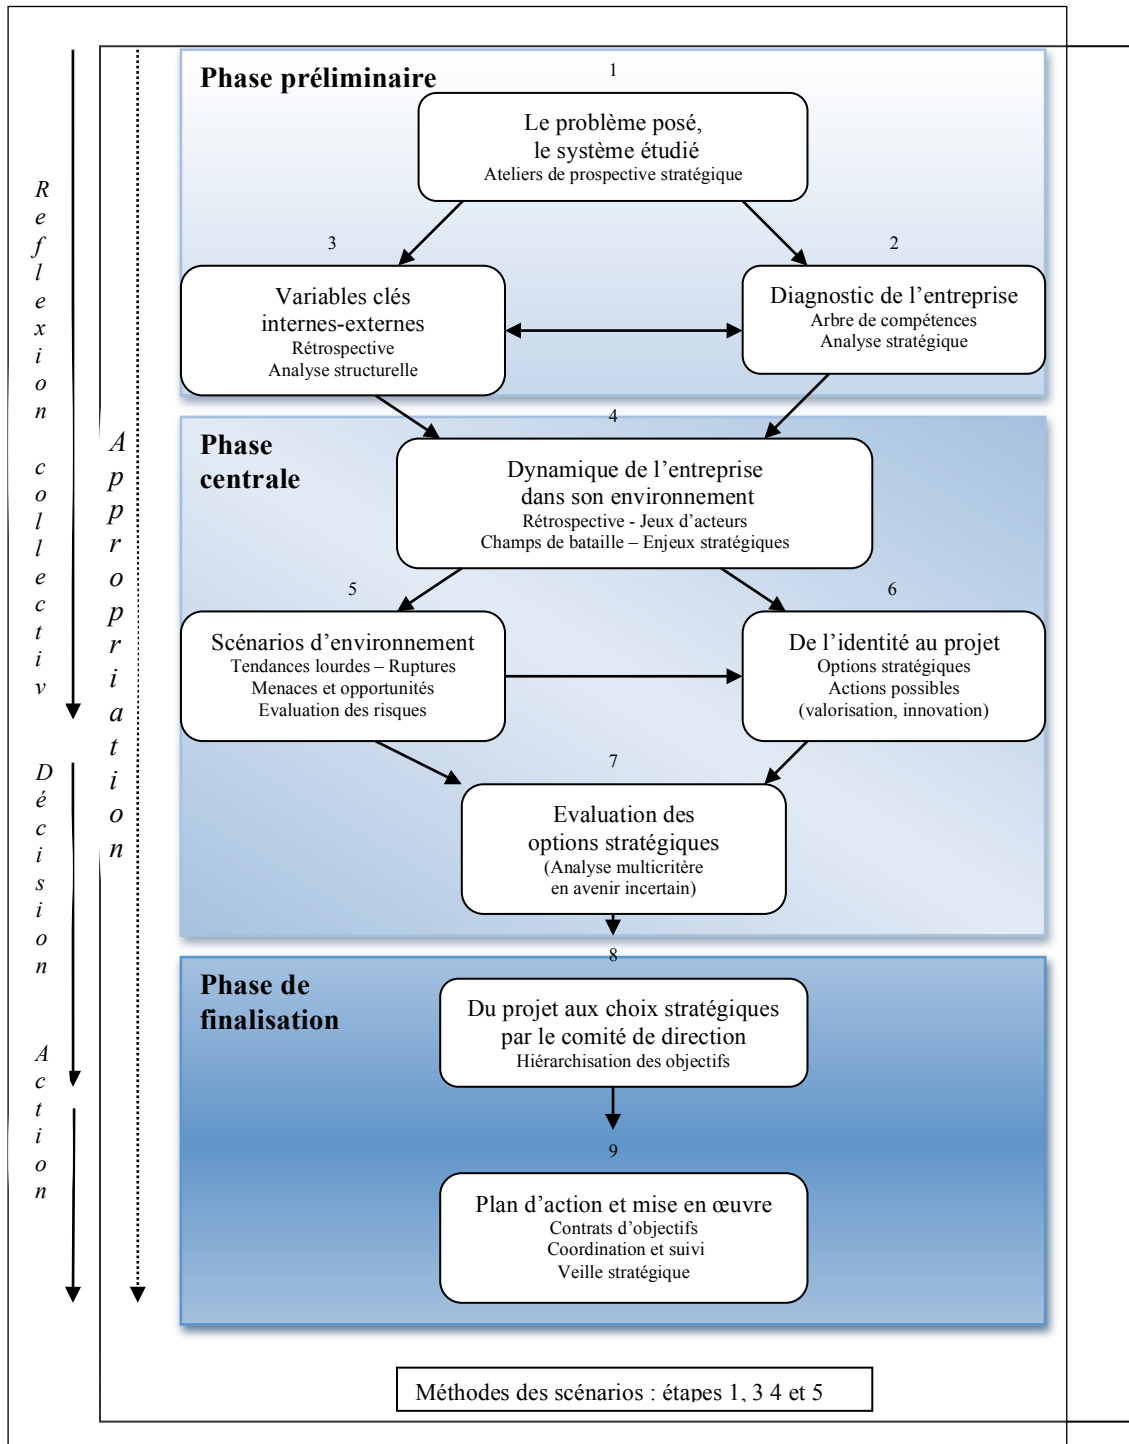 Phase préliminaire
1
Le problème posé,
le système étudié
Ateliers de prospective stratégique
3
2
Variables clés
internes-externes
Rétrospective
Analyse structurelle
Diagnostic de l’entreprise
Arbre de compétences
Analyse stratégique
4
Phase
centrale
Dynamique de l’entreprise
dans son environnement
Rétrospective - Jeux d’acteurs
Champs de bataille – Enjeux stratégiques
5
6
Scénarios d’environnement
Tendances lourdes – Ruptures
Menaces et opportunités
Evaluation des risques
De l’identité au projet
Options stratégiques
Actions possibles
(valorisation, innovation)
7
Evaluation des
options stratégiques
(Analyse multicritère
en avenir incertain)
8
Phase de
finalisation
Du projet aux choix stratégiques
par le comité de direction
Hiérarchisation des objectifs
9
Plan d’action et mise en œuvre
Contrats d’objectifs
Coordination et suivi
Veille stratégique
Reflexion collectiv
Décision
Action
Appropriation
Méthodes des scénarios : étapes 1, 3 4 et 5